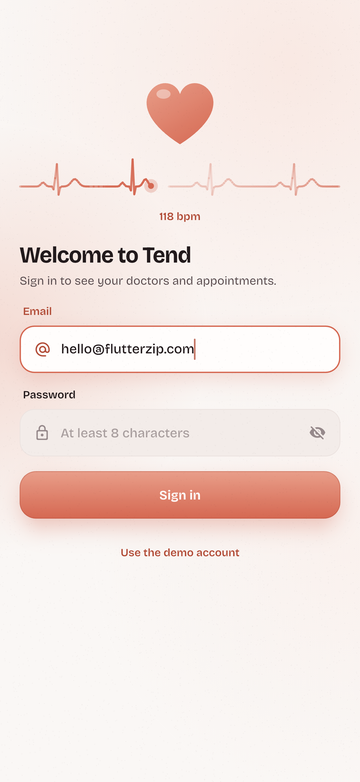 118 bpm
Welcome to Tend
Sign in to see your doctors and appointments.
Email
hello@flutterzip.com
Password
At least 8 characters
Sign in
Use the demo account